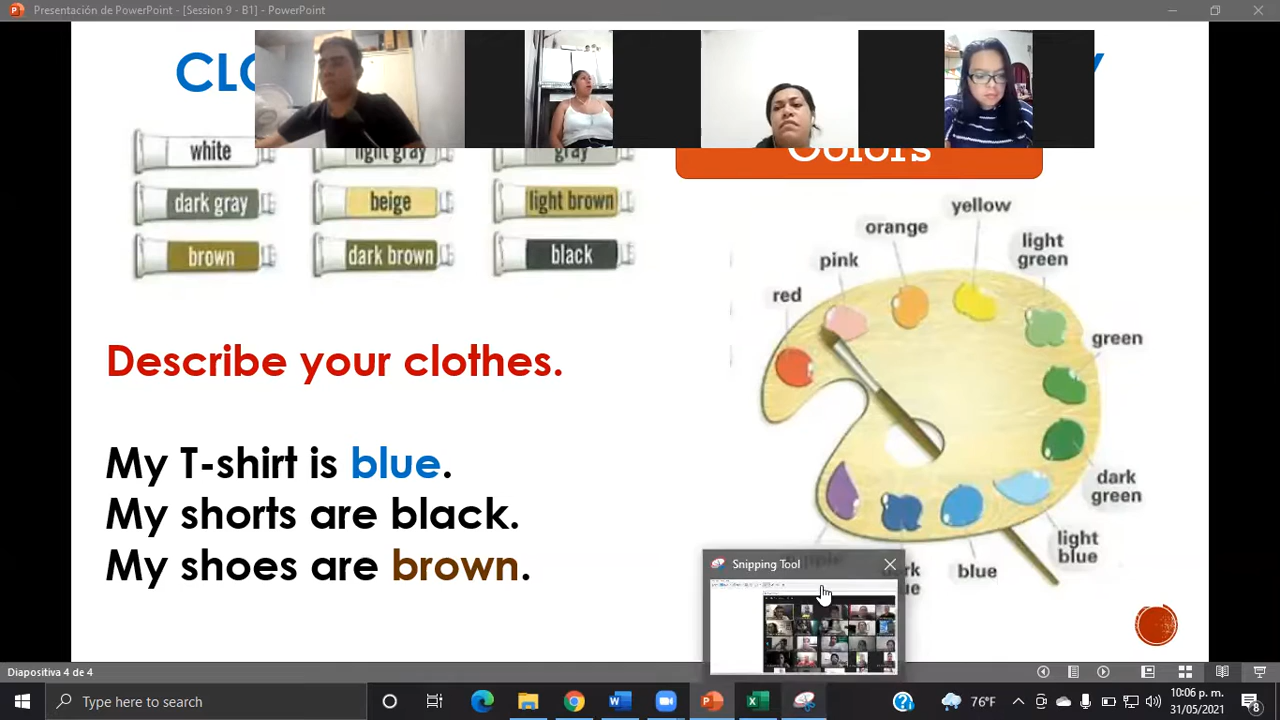 Presentación de PowerPoint - [Session 9 - B1] - PowerPoint
white
light gray
gray
Colors
dark gray
beige
light brown
brown
dark brown
black
yellow
orange
light
green
pink
red
green
dark
green
light
blue
blue
Describe your clothes.
My T-shirt is blue.
My shorts are black.
My shoes are brown.
Snipping Tool
Diapositiva 4 de 4
Type here to search
76°F
10:06 p. m.
31/05/2021
8